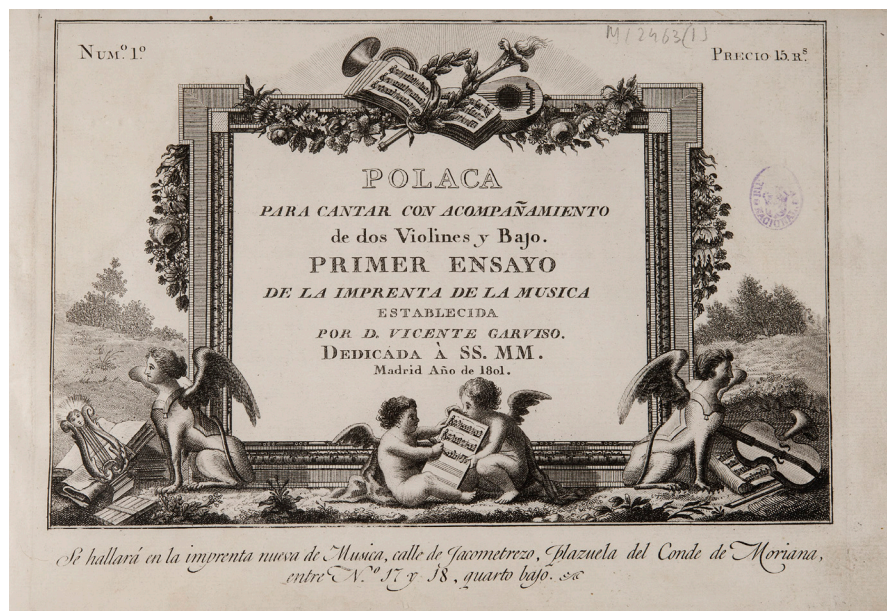 M/2463(1)
Num.º 1.º
Precio 15. R.s
POLACA
PARA CANTAR CON ACOMPAÑAMIENTO
de dos Violines y Bajo.
PRIMER ENSAYO
DE LA IMPRENTA DE LA MUSICA
ESTABLECIDA
POR D. VICENTE GARVISO.
DEDICADA À SS. MM.
Madrid Año de 1801.
Se hallará en la imprenta nueva de Musica, calle de Jacometrezo, Plazuela del Conde de Moriana,
entre N.º 17 y 18, quarto bajo. &c